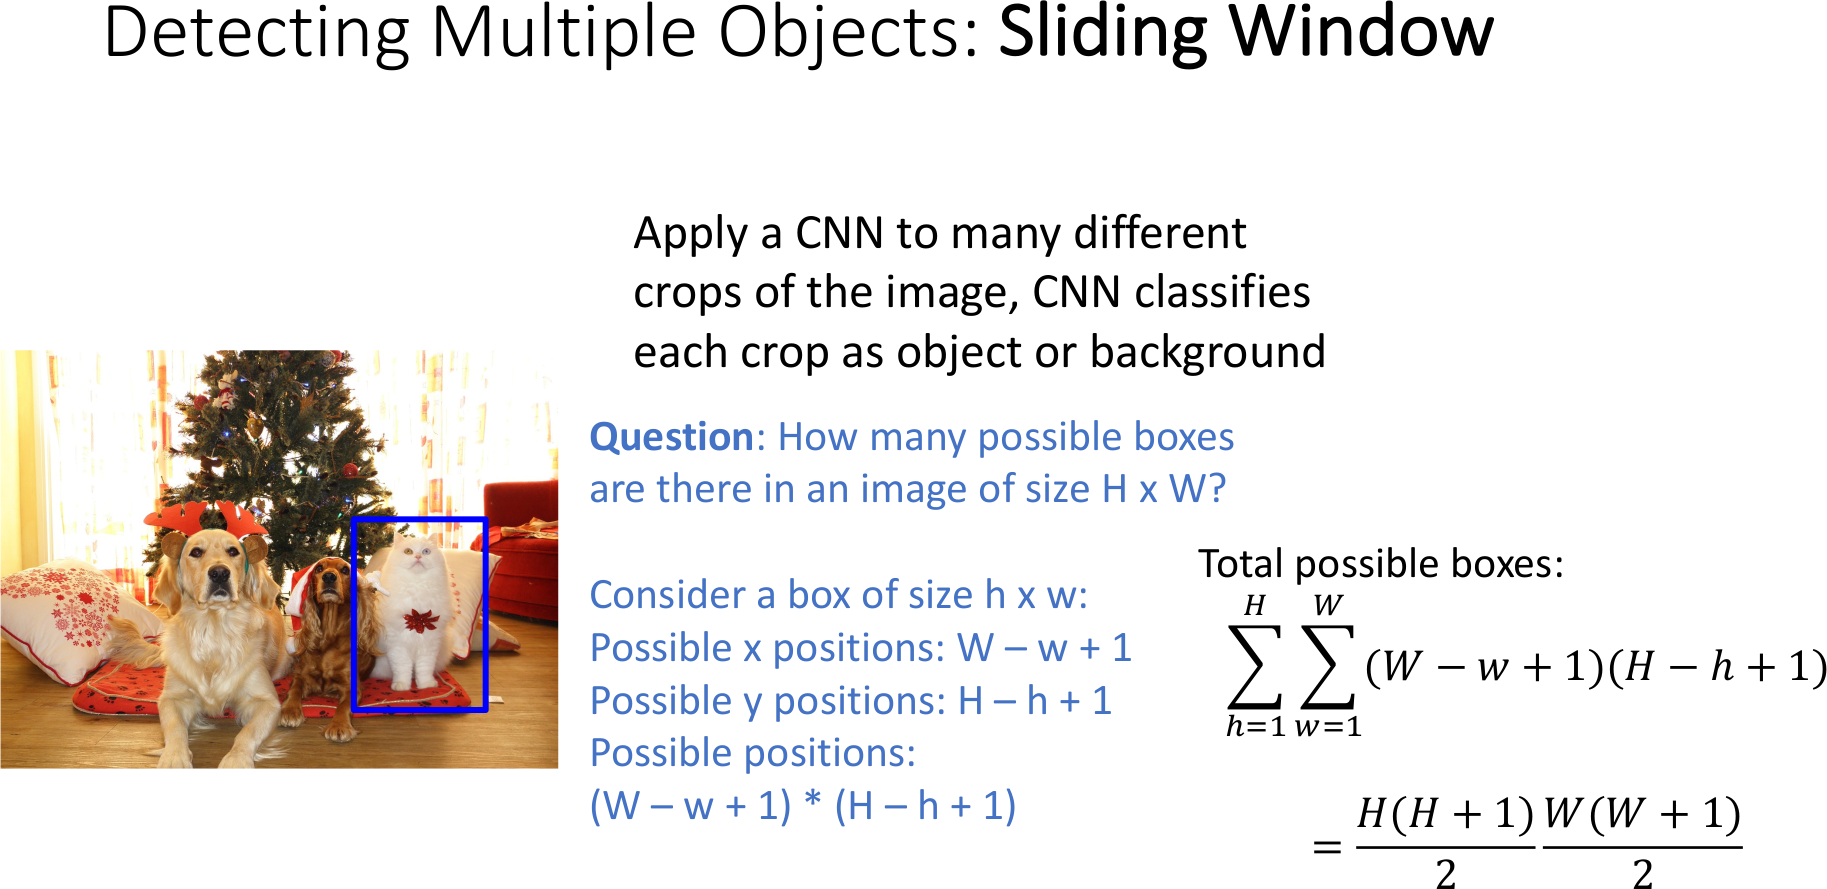 Detecting Multiple Objects: Sliding Window
Apply a CNN to many different
crops of the image, CNN classifies
each crop as object or background
Question: How many possible boxes
are there in an image of size H x W?
Consider a box of size h x w:
Possible x positions: W – w + 1
Possible y positions: H – h + 1
Possible positions:
(W – w + 1) * (H – h + 1)
Total possible boxes:
∑_{h=1}^{H} ∑_{w=1}^{W} (W − w + 1)(H − h + 1)
= \frac{H(H + 1)}{2} \frac{W(W + 1)}{2}